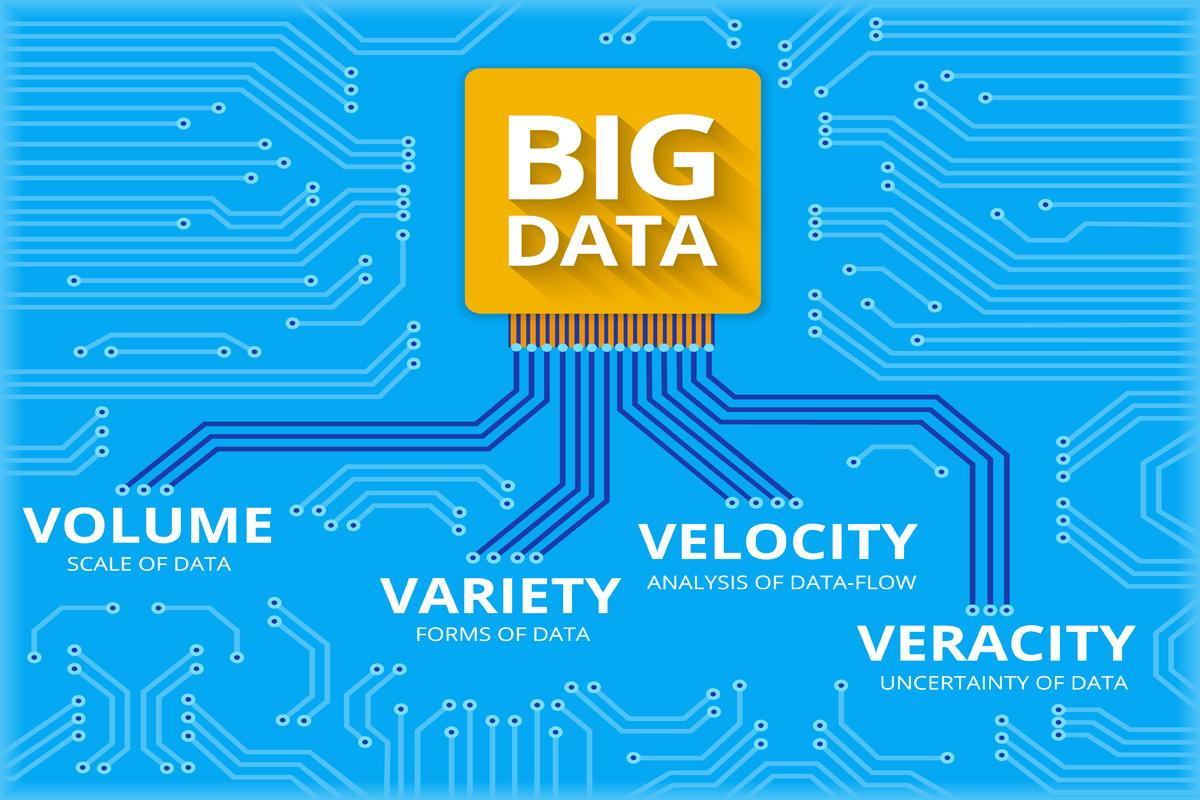 BIG
DATA
VOLUME
SCALE OF DATA
VARIETY
FORMS OF DATA
VELOCITY
ANALYSIS OF DATA-FLOW
VERACITY
UNCERTAINTY OF DATA